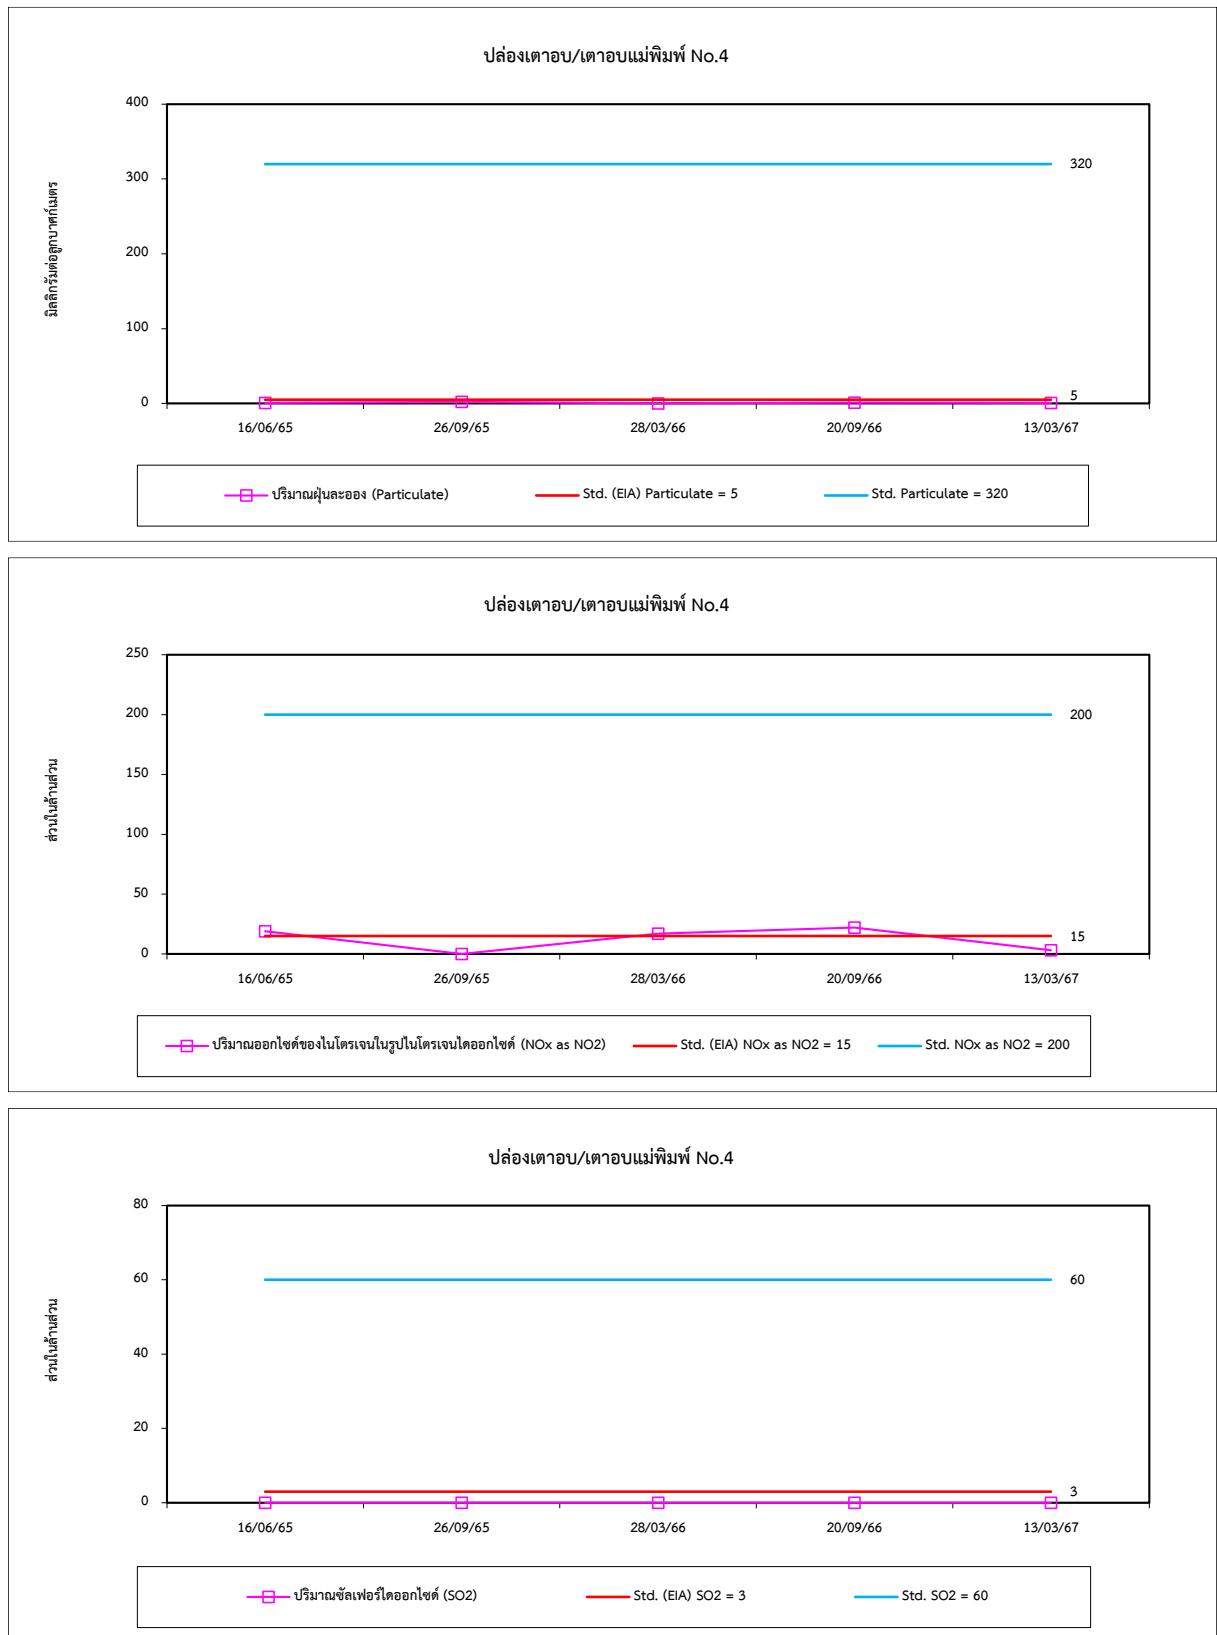 ปล่องเตาอบ/เตาอบแม่พิมพ์ No.4
มิลลิกรัมต่อลูกบาศก์เมตร
400
300
200
100
0
320
5
16/06/65 26/09/65 28/03/66 20/09/66 13/03/67
ปริมาณฝุ่นละออง (Particulate) Std. (EIA) Particulate = 5 Std. Particulate = 320
ปล่องเตาอบ/เตาอบแม่พิมพ์ No.4
ส่วนในล้านส่วน
250
200
150
100
50
0
200
15
16/06/65 26/09/65 28/03/66 20/09/66 13/03/67
ปริมาณออกไซด์ของไนโตรเจนในรูปไนโตรเจนไดออกไซด์ (NOx as NO2) Std. (EIA) NOx as NO2 = 15 Std. NOx as NO2 = 200
ปล่องเตาอบ/เตาอบแม่พิมพ์ No.4
ส่วนในล้านส่วน
80
60
40
20
0
60
3
16/06/65 26/09/65 28/03/66 20/09/66 13/03/67
ปริมาณซัลเฟอร์ไดออกไซด์ (SO2) Std. (EIA) SO2 = 3 Std. SO2 = 60